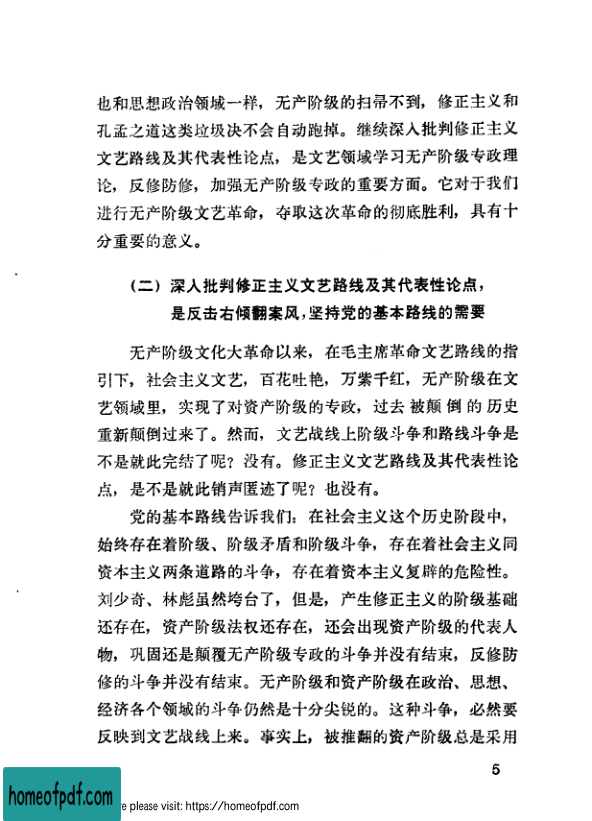 也和思想政治领域一样，无产阶级的扫帚不到，修正主义和
孔孟之道这类垃圾决不会自动跑掉。继续深入批判修正主义
文艺路线及其代表性论点，是文艺领域学习无产阶级专政理
论，反修防修，加强无产阶级专政的重要方面。它对于我们
进行无产阶级文艺革命，夺取这次革命的彻底胜利，具有十
分重要的意义。
（二）深入批判修正主义文艺路线及其代表性论点，
是反击右倾翻案风，坚持党的基本路线的需要
无产阶级文化大革命以来，在毛主席革命文艺路线的指
引下，社会主义文艺，百花吐艳，万紫千红，无产阶级在文
艺领域里，实现了对资产阶级的专政，过去被颠倒的历史
重新颠倒过来了。然而，文艺战线上阶级斗争和路线斗争是
不是就此完结了呢？没有。修正主义文艺路线及其代表性论
点，是不是就此销声匿迹了呢？也没有。
党的基本路线告诉我们：在社会主义这个历史阶段中，
始终存在着阶级、阶级矛盾和阶级斗争，存在着社会主义同
资本主义两条道路的斗争，存在着资本主义复辟的危险性。
刘少奇、林彪虽然垮台了，但是，产生修正主义的阶级基础
还存在，资产阶级法权还存在，还会出现资产阶级的代表人
物，巩固还是颠覆无产阶级专政的斗争并没有结束，反修防
修的斗争并没有结束。无产阶级和资产阶级在政治、思想、
经济各个领域的斗争仍然是十分尖锐的。这种斗争，必然要
反映到文艺战线上来。事实上，被推翻的资产阶级总是采用
5
homeofpdf.com
re please visit: https://homeofpdf.com